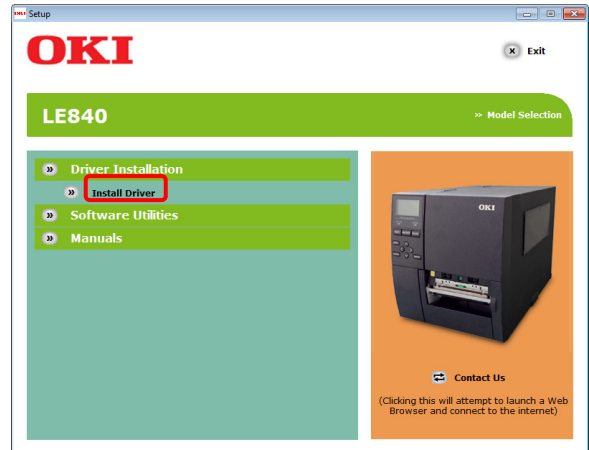 OKI Setup
OKI
Exit
LE840
» Model Selection
» Driver Installation
» Install Driver
» Software Utilities
» Manuals
OKI
Contact Us
(Clicking this will attempt to launch a Web
Browser and connect to the internet)